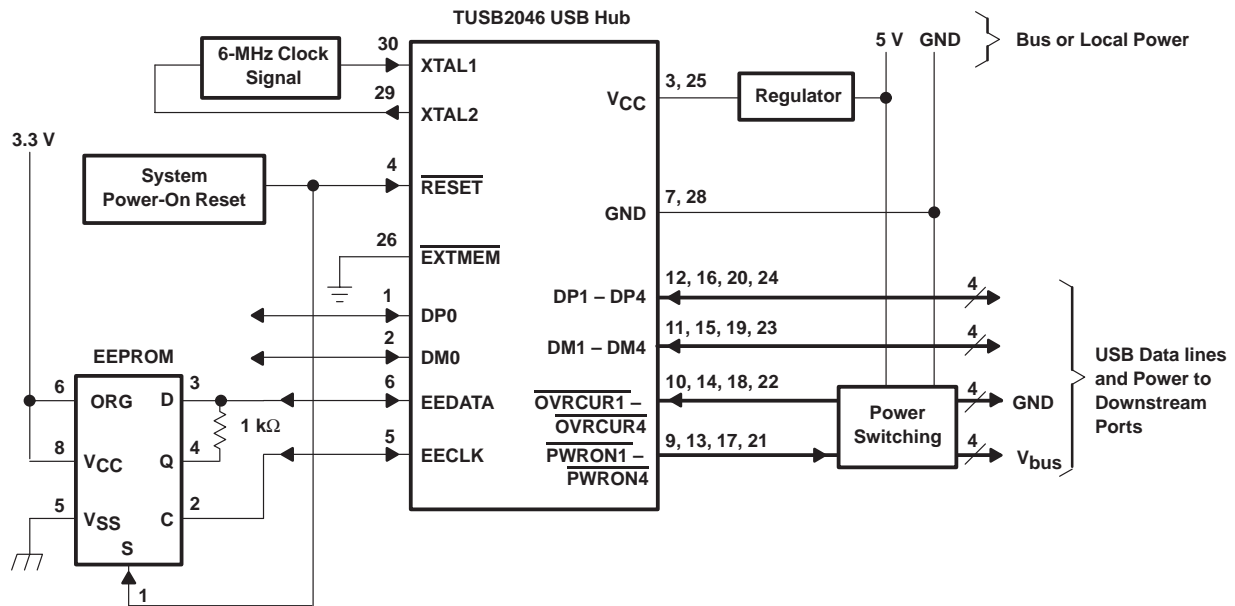 TUSB2046 USB Hub
6-MHz Clock
Signal
30
XTAL1
29
XTAL2
3.3 V
System
Power-On Reset
4
RESET
26
EXTMEM
1
DP0
2
DM0
EEPROM
6
ORG
D
3
6
EEDATA
1 kΩ
8
VCC
Q
4
5
EECLK
5
VSS
C
2
S
1
5 V
GND
Bus or Local Power
VCC
3, 25
Regulator
GND
7, 28
DP1 – DP4
12, 16, 20, 24
4
DM1 – DM4
11, 15, 19, 23
4
OVRCUR1 –
OVRCUR4
10, 14, 18, 22
PWRON1 –
PWRON4
9, 13, 17, 21
Power
Switching
4
GND
4
Vbus
USB Data lines
and Power to
Downstream
Ports